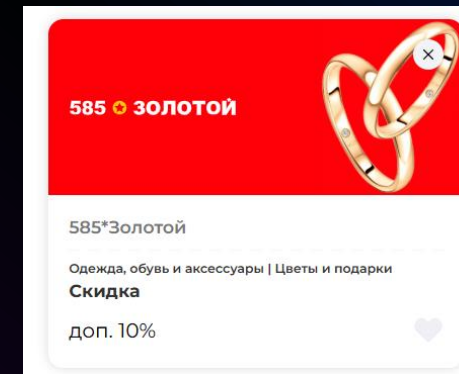 585 ЗОЛОТОЙ
585*Золотой
Одежда, обувь и аксессуары | Цветы и подарки
Скидка
доп. 10%